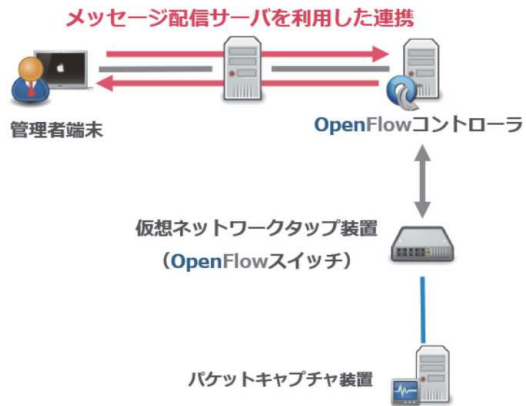 メッセージ配信サーバを利用した連携
管理者端末
OpenFlowコントローラ
仮想ネットワークタップ装置
（OpenFlowスイッチ）
パケットキャプチャ装置